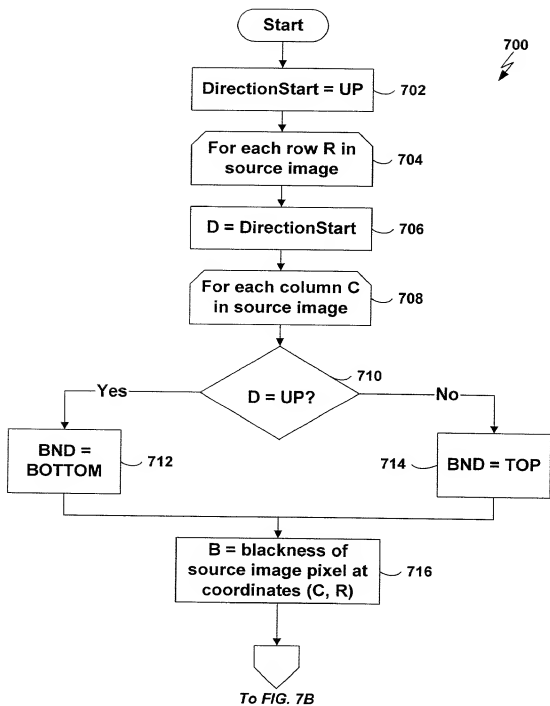 Start
700
DirectionStart = UP
702
For each row R in
source image
704
D = DirectionStart
706
For each column C
in source image
708
710
D = UP?
Yes
No
BND =
BOTTOM
712
714
BND = TOP
B = blackness of
source image pixel at
coordinates (C, R)
716
To FIG. 7B